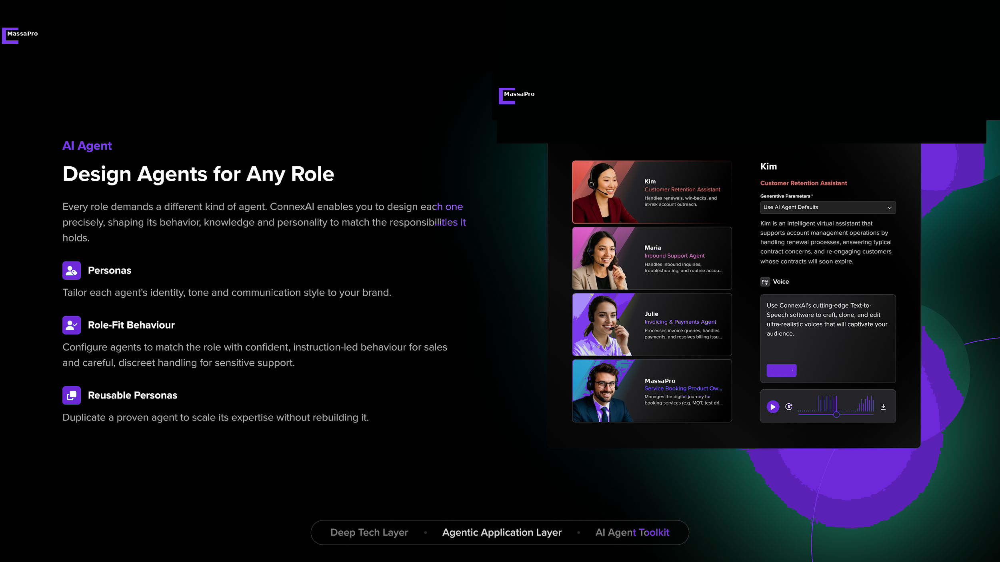 MassaPro
MassaPro
AI Agent
Design Agents for Any Role
Every role demands a different kind of agent. ConnexAI enables you to design each one
precisely, shaping its behavior, knowledge and personality to match the responsibilities it
holds.
Personas
Tailor each agent's identity, tone and communication style to your brand.
Role-Fit Behaviour
Configure agents to match the role with confident, instruction-led behaviour for sales
and careful, discreet handling for sensitive support.
Reusable Personas
Duplicate a proven agent to scale its expertise without rebuilding it.
Kim
Customer Retention Assistant
Handles renewals, win-backs, and
at-risk account outreach.
Maria
Inbound Support Agent
Handles inbound inquiries,
troubleshooting, and routine accou...
Julie
Invoicing & Payments Agent
Processes invoice queries, handles
payments, and resolves billing issu...
MassaPro
Service Booking Product Ow...
Manages the digital journey for
booking services (e.g. MOT, test dri...
Kim
Customer Retention Assistant
Generative Parameters *
Use AI Agent Defaults
Kim is an intelligent virtual assistant that
supports account management operations by
handling renewal processes, answering typical
contract concerns, and re-engaging customers
whose contracts will soon expire.
Voice
Use ConnexAI's cutting-edge Text-to-
Speech software to craft, clone, and edit
ultra-realistic voices that will captivate your
audience.
5
Deep Tech Layer • Agentic Application Layer • AI Agent Toolkit